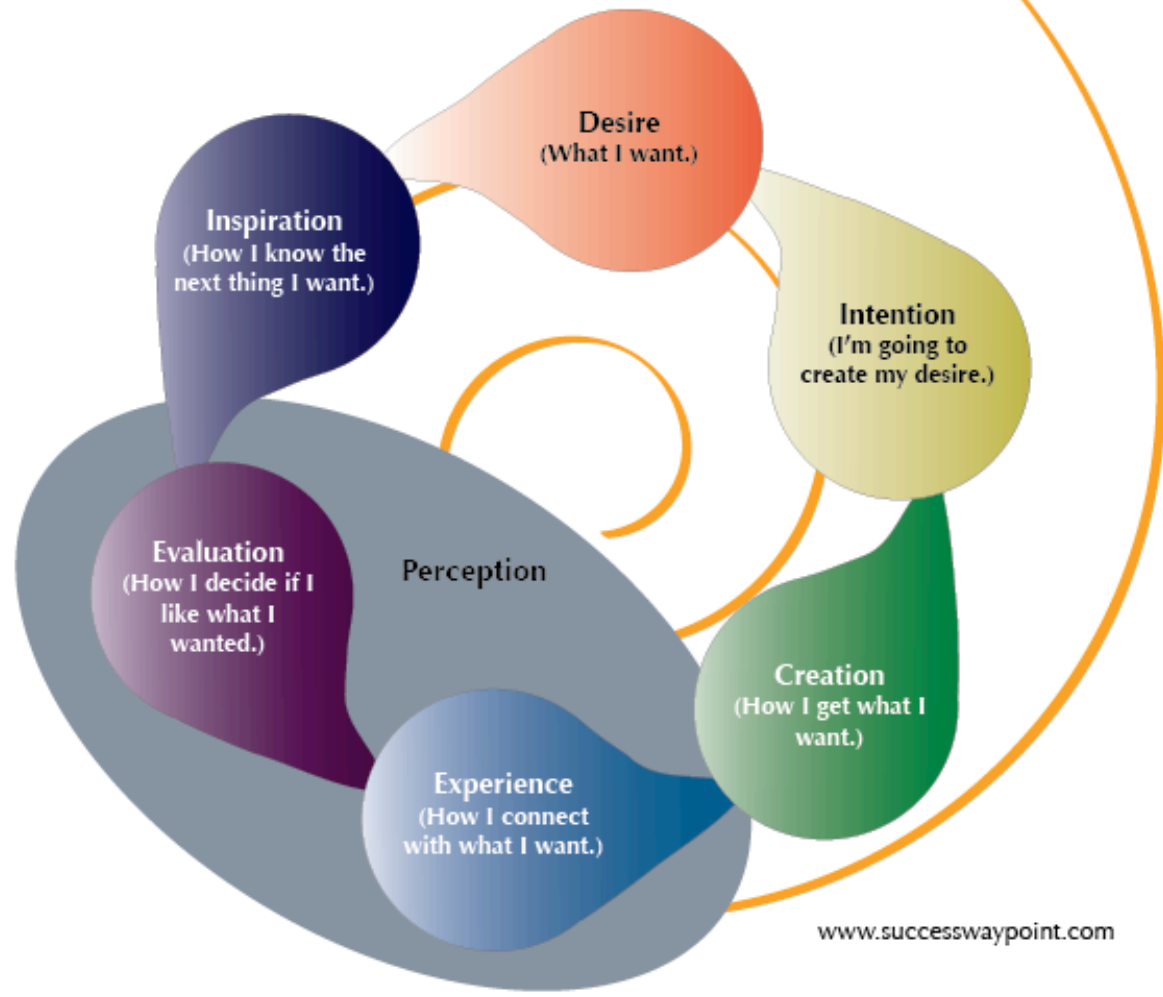 Desire
(What I want.)
Inspiration
(How I know the
next thing I want.)
Intention
(I'm going to
create my desire.)
Evaluation
(How I decide if I
like what I
wanted.)
Perception
Creation
(How I get what I
want.)
Experience
(How I connect
with what I want.)
www.successwaypoint.com